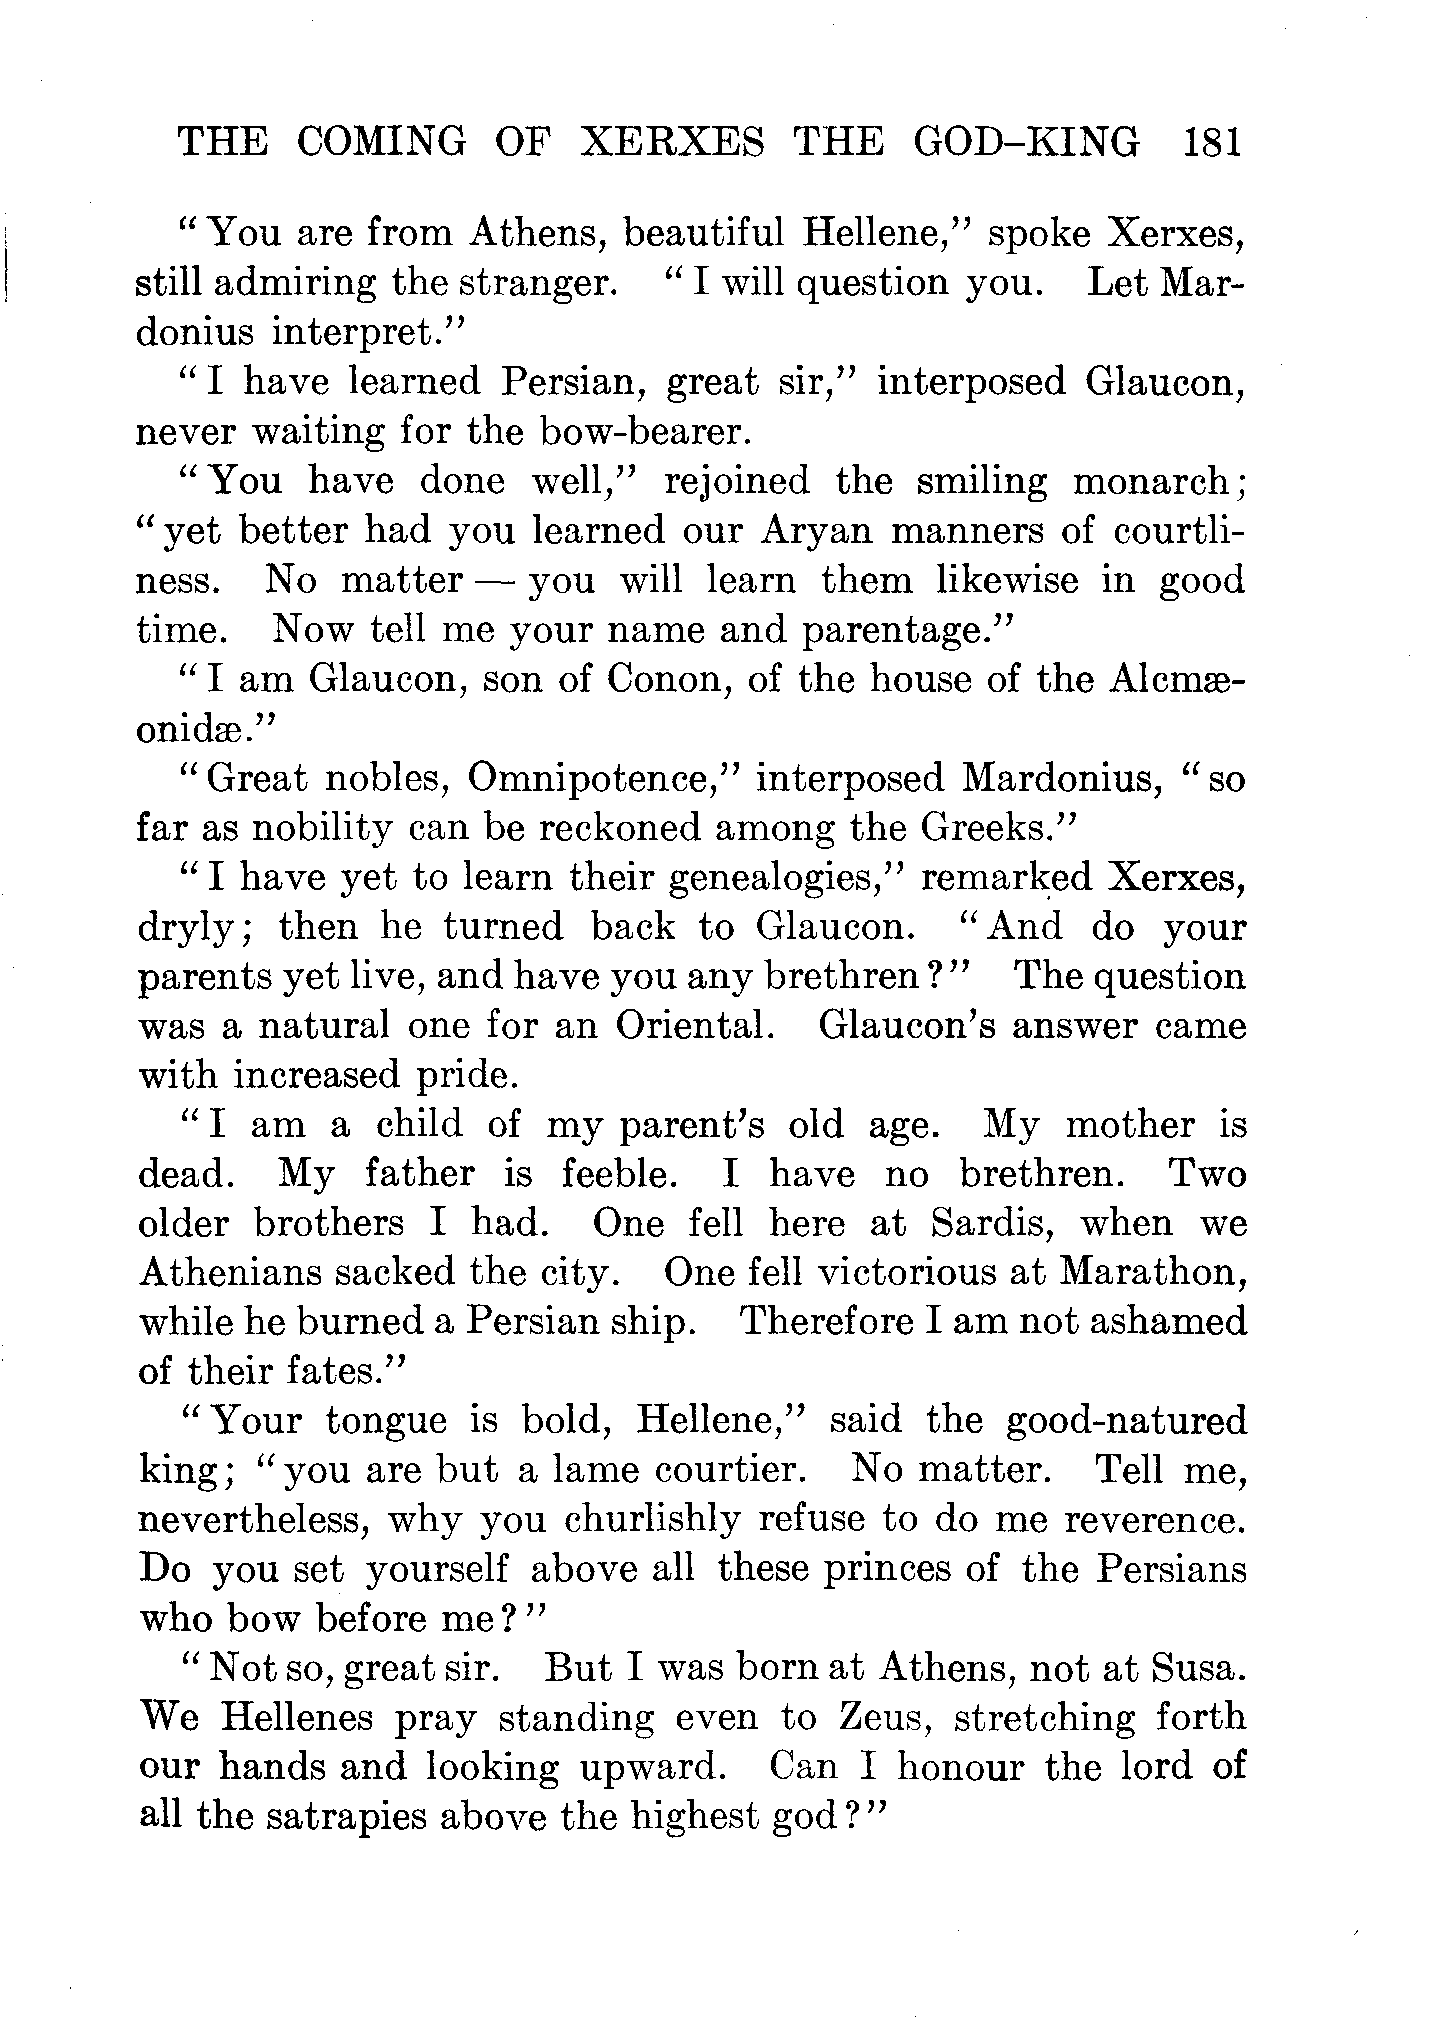 THE COMING OF XERXES THE GOD-KING 181
"You are from Athens, beautiful Hellene," spoke Xerxes,
still admiring the stranger. "I will question you. Let Mar-
donius interpret."
"I have learned Persian, great sir," interposed Glaucon,
never waiting for the bow-bearer.
"You have done well," rejoined the smiling monarch;
"yet better had you learned our Aryan manners of courtli-
ness. No matter — you will learn them likewise in good
time. Now tell me your name and parentage."
"I am Glaucon, son of Conon, of the house of the Alcmæ-
onidæ."
"Great nobles, Omnipotence," interposed Mardonius, "so
far as nobility can be reckoned among the Greeks."
"I have yet to learn their genealogies," remarked Xerxes,
dryly; then he turned back to Glaucon. "And do your
parents yet live, and have you any brethren?" The question
was a natural one for an Oriental. Glaucon's answer came
with increased pride.
"I am a child of my parent's old age. My mother is
dead. My father is feeble. I have no brethren. Two
older brothers I had. One fell here at Sardis, when we
Athenians sacked the city. One fell victorious at Marathon,
while he burned a Persian ship. Therefore I am not ashamed
of their fates."
"Your tongue is bold, Hellene," said the good-natured
king; "you are but a lame courtier. No matter. Tell me,
nevertheless, why you churlishly refuse to do me reverence.
Do you set yourself above all these princes of the Persians
who bow before me?"
"Not so, great sir. But I was born at Athens, not at Susa.
We Hellenes pray standing even to Zeus, stretching forth
our hands and looking upward. Can I honour the lord of
all the satrapies above the highest god?"